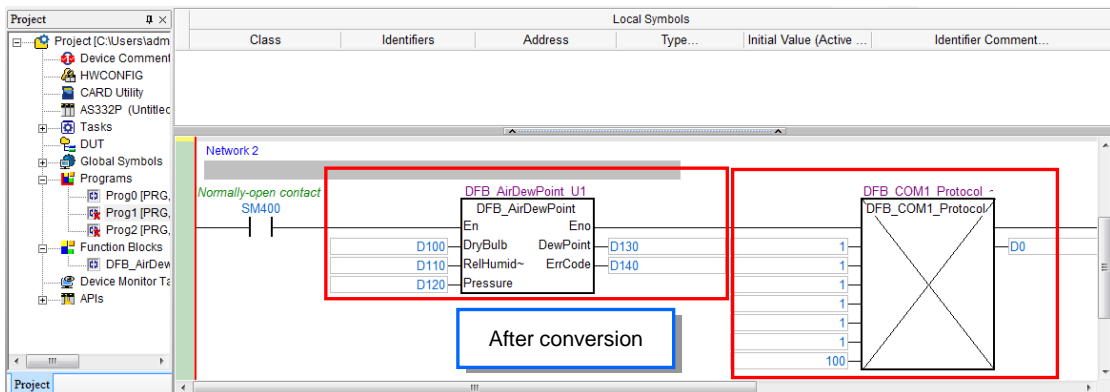 Project
Project [C:\Users\adm
Device Comment
HWCONFIG
CARD Utility
AS332P (Untitled
Tasks
DUT
Global Symbols
Programs
Prog0 [PRG,
Prog1 [PRG,
Prog2 [PRG,
Function Blocks
DFB_AirDew
Device Monitor Ta
APIs
Project
Local Symbols
Class Identifiers Address Type... Initial Value (Active ... Identifier Comment...
Network 2
Normally-open contact
SM400
DFB_AirDewPoint_U1
DFB_AirDewPoint
En Eno
D100 DryBulb DewPoint D130
D110 RelHumid~ ErrCode D140
D120 Pressure
DFB_COM1_Protocol_~
DFB_COM1_Protocol
1 D0
1
1
1
1
1
100
After conversion